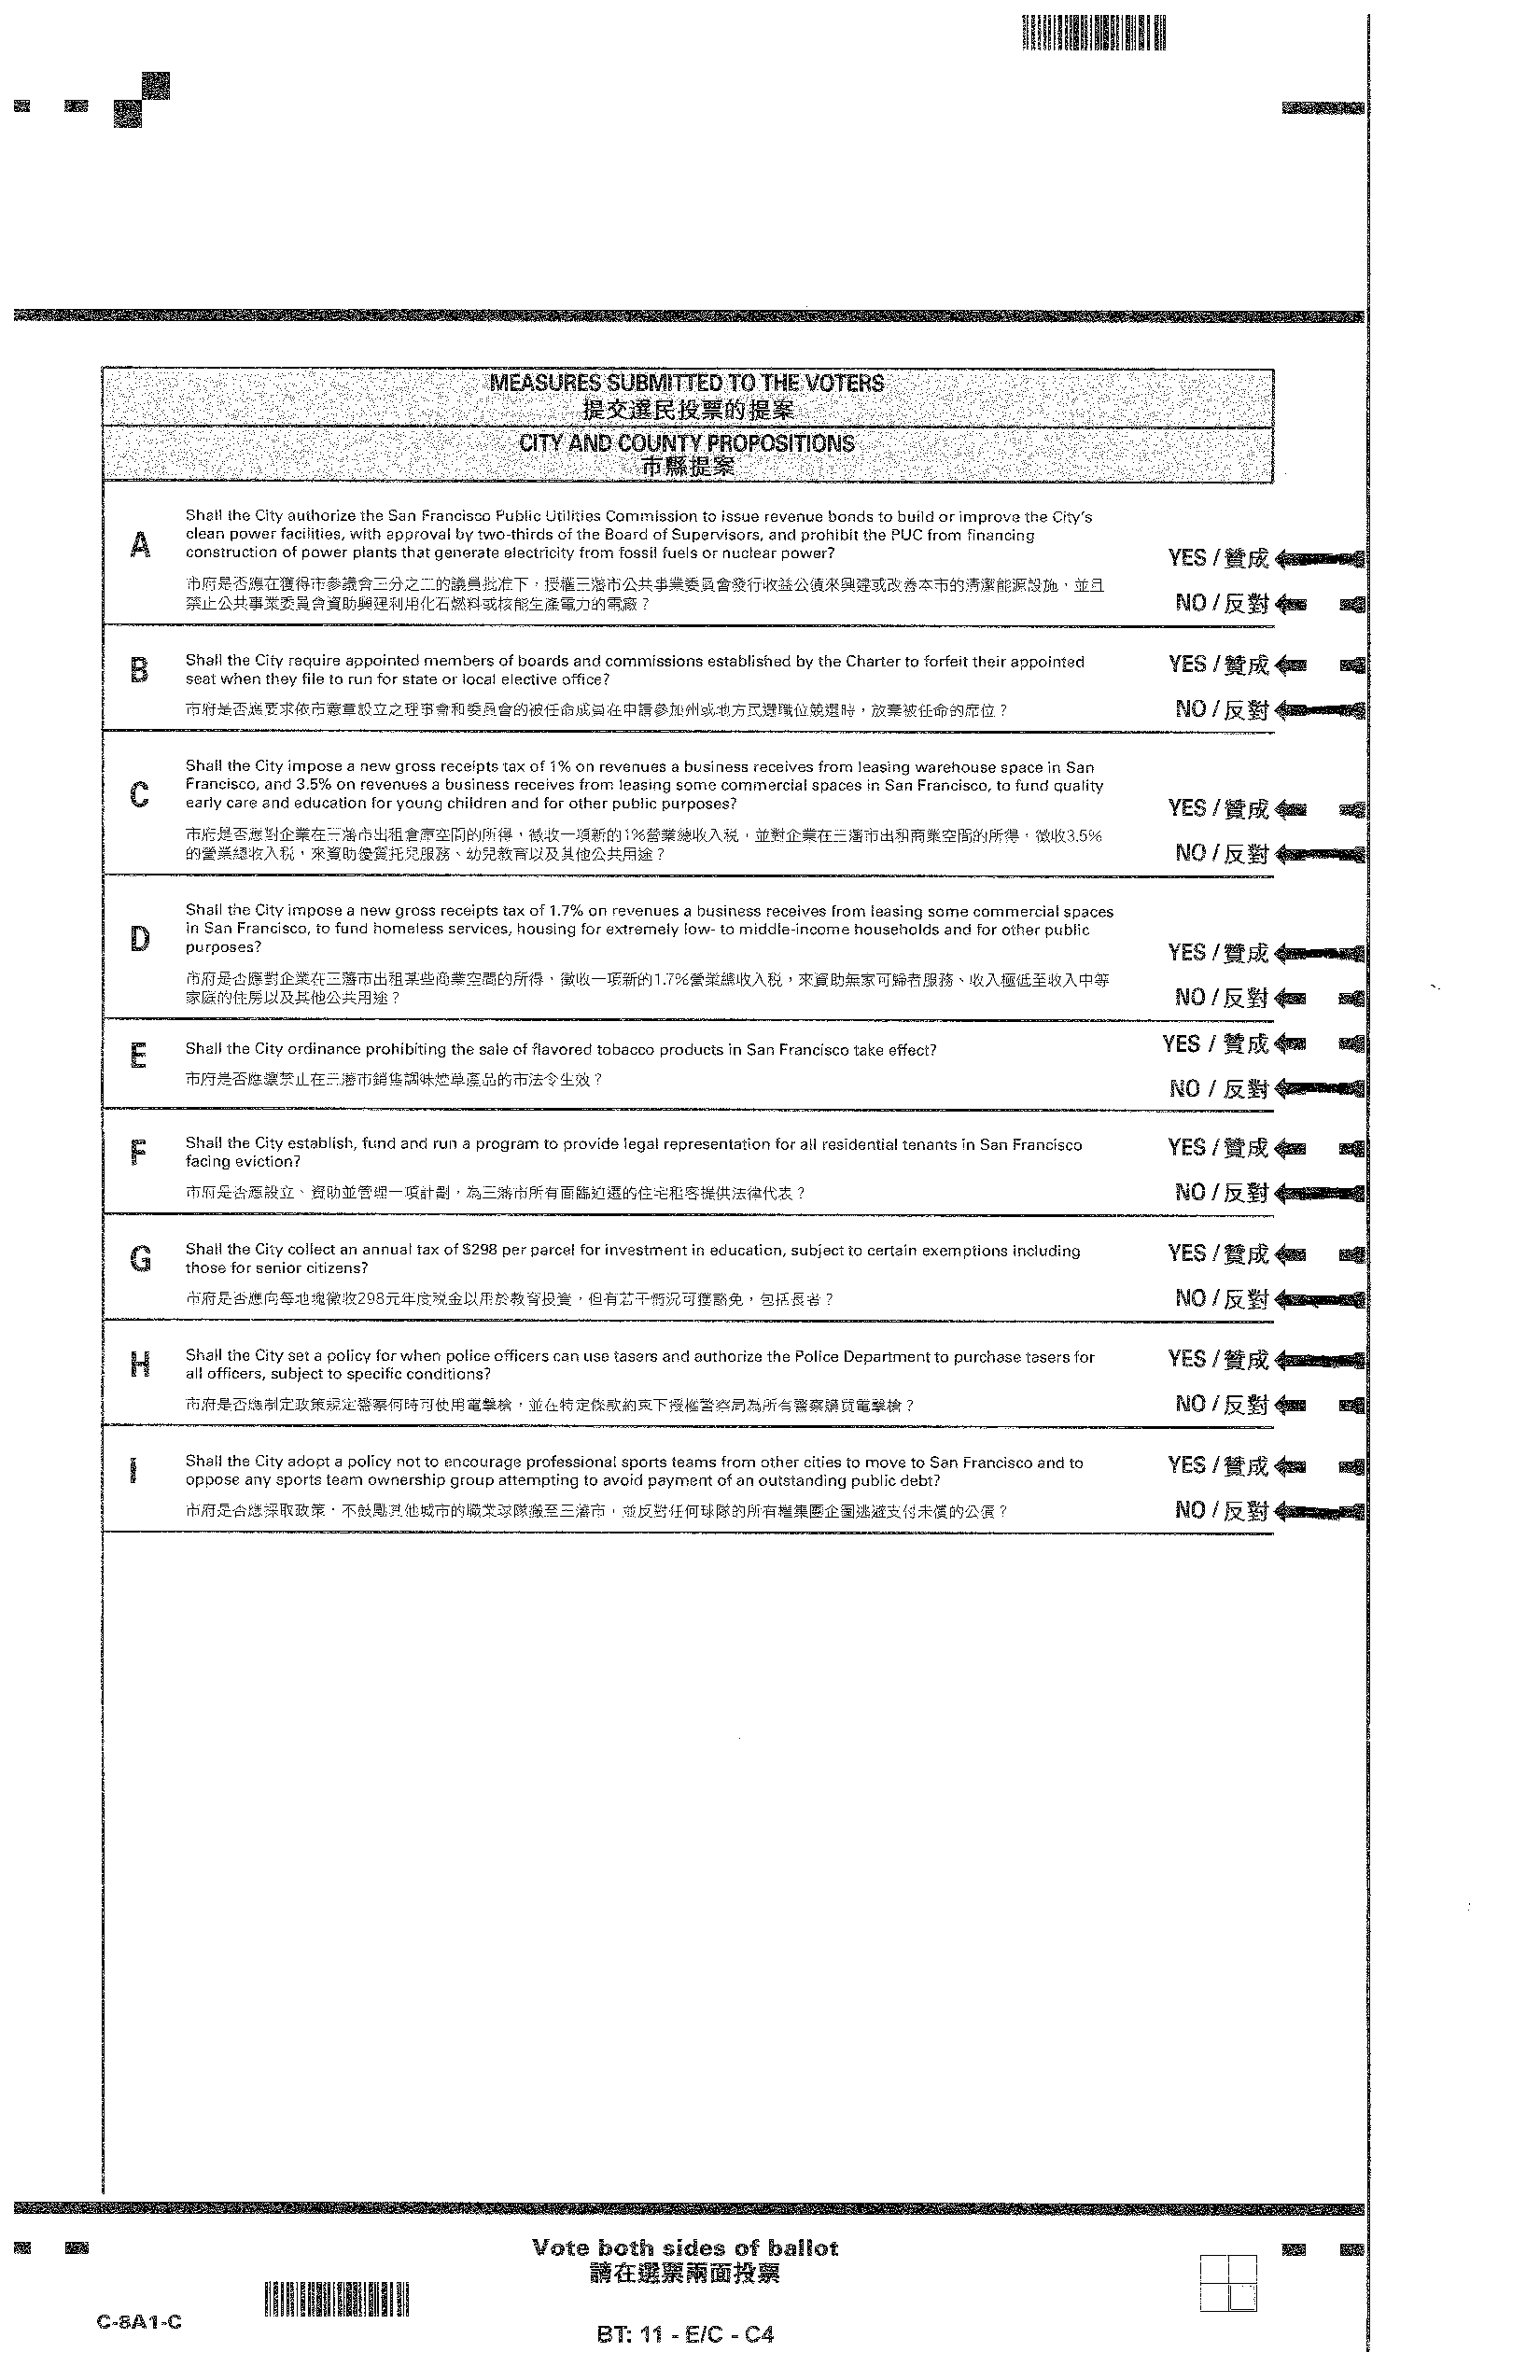 MEASURES SUBMITTED TO THE VOTERS
提交選民投票的提案
CITY AND COUNTY PROPOSITIONS
市縣提案
A
Shall the City authorize the San Francisco Public Utilities Commission to issue revenue bonds to build or improve the City's
clean power facilities, with approval by two-thirds of the Board of Supervisors, and prohibit the PUC from financing
construction of power plants that generate electricity from fossil fuels or nuclear power?
市府是否應在獲得市參議會三分之二的議員批准下，授權三藩市公共事業委員會發行收益公債來興建或改善本市的清潔能源設施，並且
禁止公共事業委員會資助興建利用化石燃料或核能生產電力的電廠？
YES / 贊成
NO / 反對
B
Shall the City require appointed members of boards and commissions established by the Charter to forfeit their appointed
seat when they file to run for state or local elective office?
市府是否應要求依市憲章設立之理事會和委員會的被任命成員在申請參加州或地方民選職位競選時，放棄被任命的席位？
YES / 贊成
NO / 反對
C
Shall the City impose a new gross receipts tax of 1% on revenues a business receives from leasing warehouse space in San
Francisco, and 3.5% on revenues a business receives from leasing some commercial spaces in San Francisco, to fund quality
early care and education for young children and for other public purposes?
市府是否應對企業在三藩市出租倉庫空間的所得，徵收一項新的1%營業總收入税，並對企業在三藩市出租商業空間的所得，徵收3.5%
的營業總收入税，來資助優質托兒服務、幼兒教育以及其他公共用途？
YES / 贊成
NO / 反對
D
Shall the City impose a new gross receipts tax of 1.7% on revenues a business receives from leasing some commercial spaces
in San Francisco, to fund homeless services, housing for extremely low- to middle-income households and for other public
purposes?
市府是否應對企業在三藩市出租某些商業空間的所得，徵收一項新的1.7%營業總收入税，來資助無家可歸者服務、收入極低至收入中等
家庭的住房以及其他公共用途？
YES / 贊成
NO / 反對
E
Shall the City ordinance prohibiting the sale of flavored tobacco products in San Francisco take effect?
市府是否應讓禁止在三藩市銷售調味煙草產品的市法令生效？
YES / 贊成
NO / 反對
F
Shall the City establish, fund and run a program to provide legal representation for all residential tenants in San Francisco
facing eviction?
市府是否應設立、資助並管理一項計劃，為三藩市所有面臨迫遷的住宅租客提供法律代表？
YES / 贊成
NO / 反對
G
Shall the City collect an annual tax of $298 per parcel for investment in education, subject to certain exemptions including
those for senior citizens?
市府是否應向每地塊徵收298元年度税金以用於教育投資，但有若干情況可獲豁免，包括長者？
YES / 贊成
NO / 反對
H
Shall the City set a policy for when police officers can use tasers and authorize the Police Department to purchase tasers for
all officers, subject to specific conditions?
市府是否應制定政策規定警察何時可使用電擊槍，並在特定條款約束下授權警察局為所有警察購買電擊槍？
YES / 贊成
NO / 反對
I
Shall the City adopt a policy not to encourage professional sports teams from other cities to move to San Francisco and to
oppose any sports team ownership group attempting to avoid payment of an outstanding public debt?
市府是否應採取政策，不鼓勵其他城市的職業球隊搬至三藩市，並反對任何球隊的所有權集團企圖逃避支付未償的公債？
YES / 贊成
NO / 反對
Vote both sides of ballot
請在選票兩面投票
C-8A1-C
BT: 11 - E/C - C4